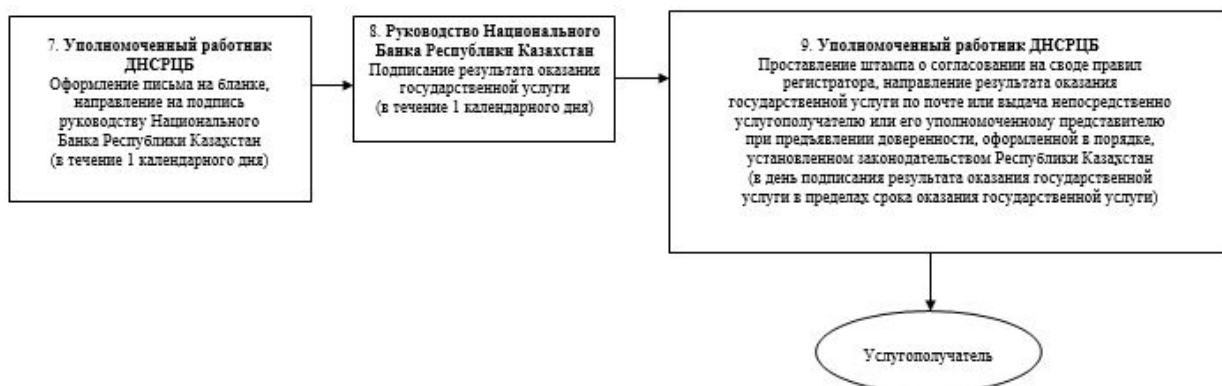 7. Уполномоченный работник
ДНСРЦБ
Оформление письма на бланке,
направление на подпись
руководству Национального
Банка Республики Казахстан
(в течение 1 календарного дня)
8. Руководство Национального
Банка Республики Казахстан
Подписание результата оказания
государственной услуги
(в течение 1 календарного дня)
9. Уполномоченный работник ДНСРЦБ
Проставление штампа о согласовании на своде правил
регистратора, направление результата оказания
государственной услуги по почте или выдача непосредственно
услугополучателю или его уполномоченному представителю
при предъявлении доверенности, оформленной в порядке,
установленном законодательством Республики Казахстан
(в день подписания результата оказания государственной
услуги в пределах срока оказания государственной услуги)
Услугополучатель